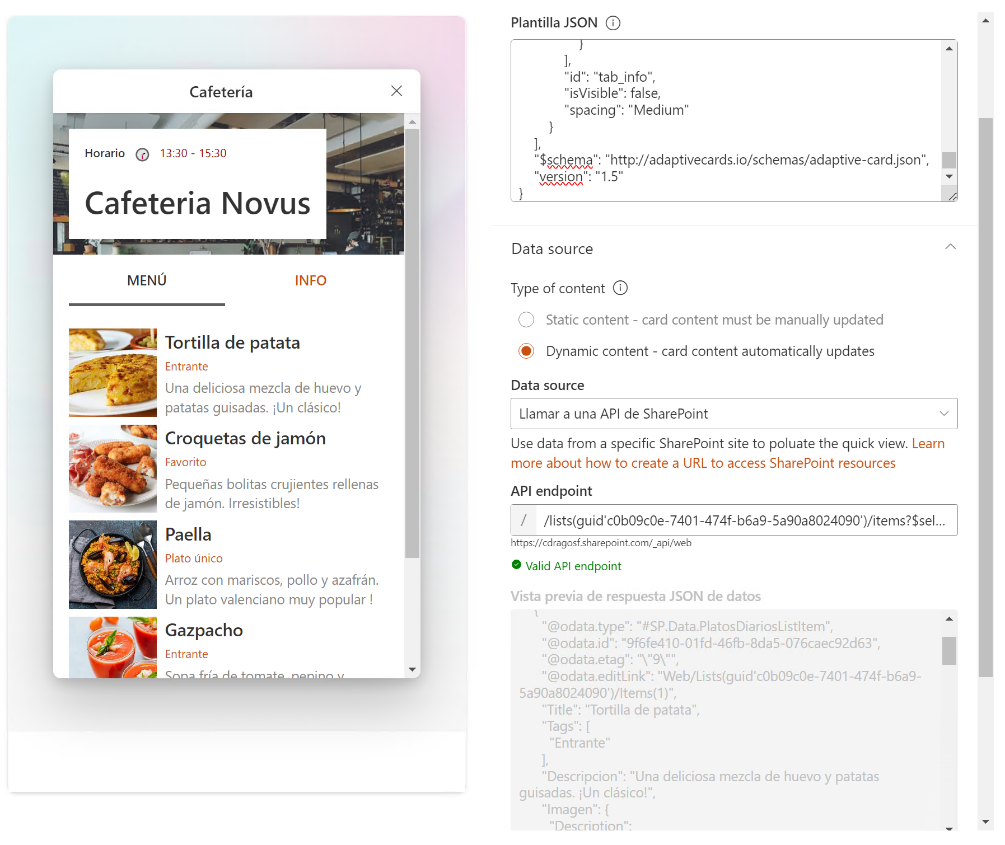 Cafetería
Horario 13:30 - 15:30
Cafeteria Novus
MENÚ INFO
Tortilla de patata
Entrante
Una deliciosa mezcla de huevo y
patatas guisadas. ¡Un clásico!
Croquetas de jamón
Favorito
Pequeñas bolitas crujientes rellenas
de jamón. Irresistibles!
Paella
Plato único
Arroz con mariscos, pollo y azafrán.
Un plato valenciano muy popular !
Gazpacho
Entrante
Sopa fría de tomate, pepino y
Plantilla JSON
}
],
"id": "tab_info",
"isVisible": false,
"spacing": "Medium"
}
],
"$schema": "http://adaptivecards.io/schemas/adaptive-card.json",
"version": "1.5"
}
Data source
Type of content
Static content - card content must be manually updated
Dynamic content - card content automatically updates
Data source
Llamar a una API de SharePoint
Use data from a specific SharePoint site to poluate the quick view. Learn
more about how to create a URL to access SharePoint resources
API endpoint
/ /lists(guid'c0b09c0e-7401-474f-b6a9-5a90a8024090')/items?$sel...
https://cdragosf.sharepoint.com/_api/web
Valid API endpoint
Vista previa de respuesta JSON de datos
{
"@odata.type": "#SP.Data.PlatosDiariosListItem",
"@odata.id": "9f6fe410-01fd-46fb-8da5-076caec92d63",
"@odata.etag": "\"9\"",
"@odata.editLink": "Web/Lists(guid'c0b09c0e-7401-474f-b6a9-
5a90a8024090')/Items(1)",
"Title": "Tortilla de patata",
"Tags": [
"Entrante"
],
"Descripcion": "Una deliciosa mezcla de huevo y patatas
guisadas. ¡Un clásico!",
"Imagen": {
"Description":